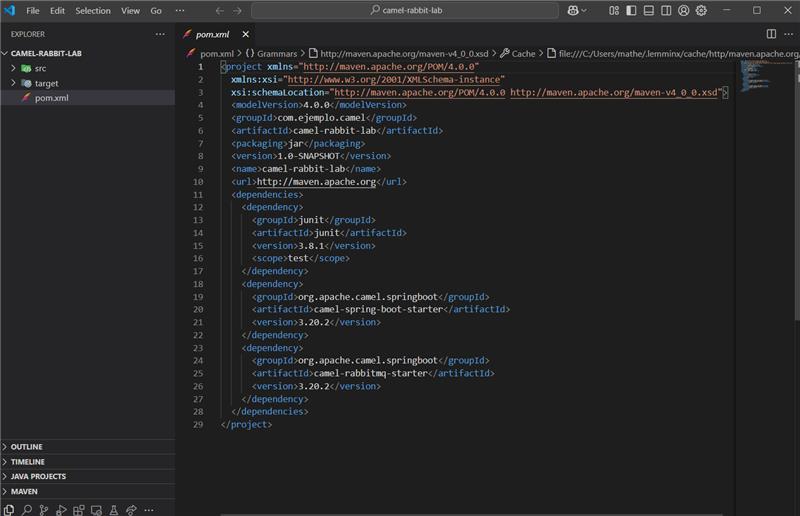 File Edit Selection View Go ··· camel-rabbit-lab
EXPLORER ···
CAMEL-RABBIT-LAB
src
target
pom.xml
pom.xml
pom.xml > {} Grammars > http://maven.apache.org/maven-v4_0_0.xsd > Cache > file:///C:/Users/mathe/.lemminx/cache/http/maven.apache.org/m
1 <project xmlns="http://maven.apache.org/POM/4.0.0"
2 xmlns:xsi="http://www.w3.org/2001/XMLSchema-instance"
3 xsi:schemaLocation="http://maven.apache.org/POM/4.0.0 http://maven.apache.org/maven-v4_0_0.xsd">
4 <modelVersion>4.0.0</modelVersion>
5 <groupId>com.ejemplo.camel</groupId>
6 <artifactId>camel-rabbit-lab</artifactId>
7 <packaging>jar</packaging>
8 <version>1.0-SNAPSHOT</version>
9 <name>camel-rabbit-lab</name>
10 <url>http://maven.apache.org</url>
11 <dependencies>
12 <dependency>
13 <groupId>junit</groupId>
14 <artifactId>junit</artifactId>
15 <version>3.8.1</version>
16 <scope>test</scope>
17 </dependency>
18 <dependency>
19 <groupId>org.apache.camel.springboot</groupId>
20 <artifactId>camel-spring-boot-starter</artifactId>
21 <version>3.20.2</version>
22 </dependency>
23 <dependency>
24 <groupId>org.apache.camel.springboot</groupId>
25 <artifactId>camel-rabbitmq-starter</artifactId>
26 <version>3.20.2</version>
27 </dependency>
28 </dependencies>
29 </project>
OUTLINE
TIMELINE
JAVA PROJECTS
MAVEN